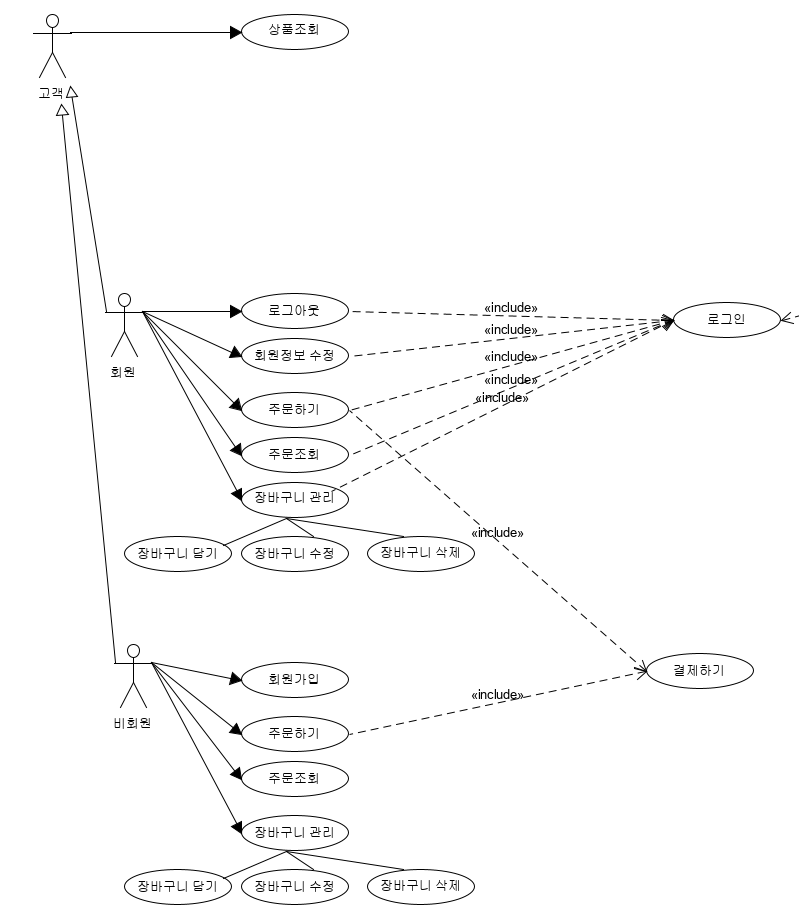 상품조회
고객
로그아웃
«include»
로그인
회원정보 수정
«include»
회원
«include»
«include»
주문하기
«include»
주문조회
장바구니 관리
«include»
장바구니 담기
장바구니 수정
장바구니 삭제
결제하기
회원가입
«include»
비회원
주문하기
주문조회
장바구니 관리
장바구니 담기
장바구니 수정
장바구니 삭제